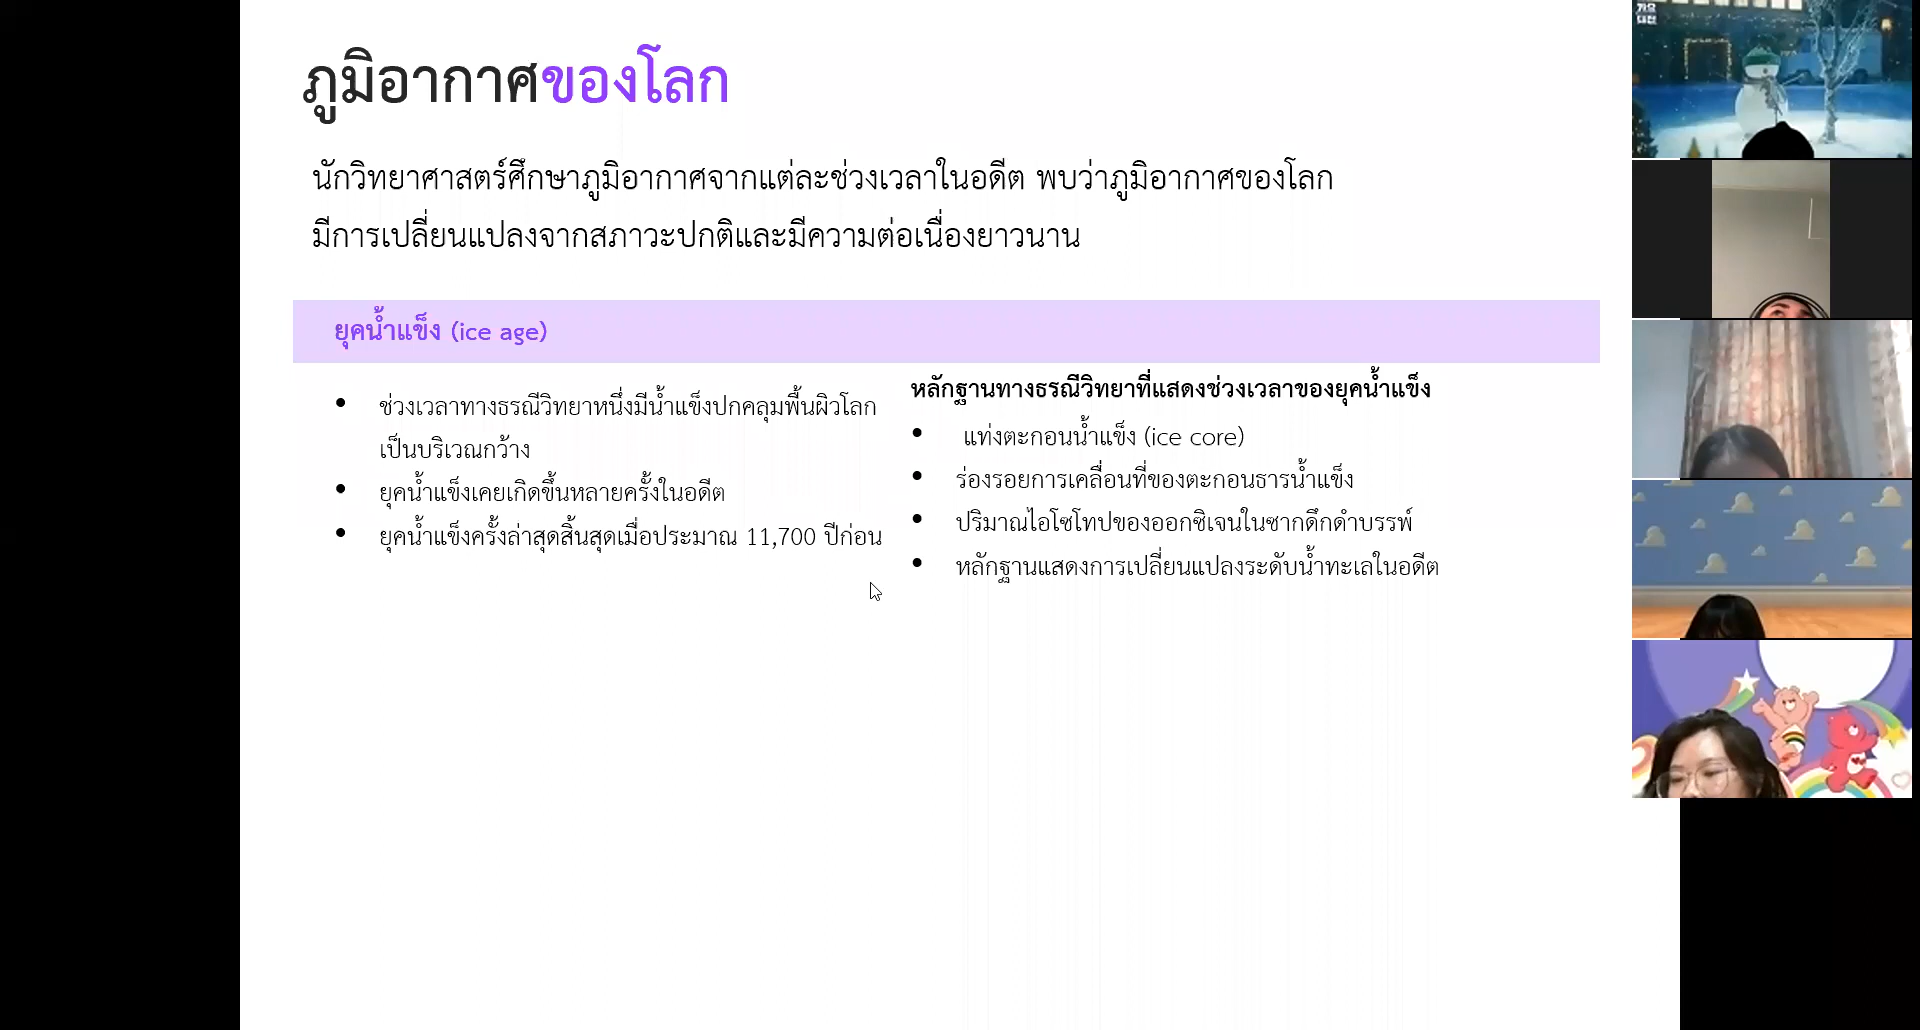 ภูมิอากาศของโลก
นักวิทยาศาสตร์ศึกษาภูมิอากาศจากแต่ละช่วงเวลาในอดีต พบว่าภูมิอากาศของโลก
มีการเปลี่ยนแปลงจากสภาวะปกติและมีความต่อเนื่องยาวนาน
ยุคน้ำแข็ง (ice age)
• ช่วงเวลาทางธรณีวิทยาหนึ่งมีน้ำแข็งปกคลุมพื้นผิวโลก
เป็นบริเวณกว้าง
• ยุคน้ำแข็งเคยเกิดขึ้นหลายครั้งในอดีต
• ยุคน้ำแข็งครั้งล่าสุดสิ้นสุดเมื่อประมาณ 11,700 ปีก่อน
หลักฐานทางธรณีวิทยาที่แสดงช่วงเวลาของยุคน้ำแข็ง
• แท่งตะกอนน้ำแข็ง (ice core)
• ร่องรอยการเคลื่อนที่ของตะกอนธารน้ำแข็ง
• ปริมาณไอโซโทปของออกซิเจนในซากดึกดำบรรพ์
• หลักฐานแสดงการเปลี่ยนแปลงระดับน้ำทะเลในอดีต
가요
대전